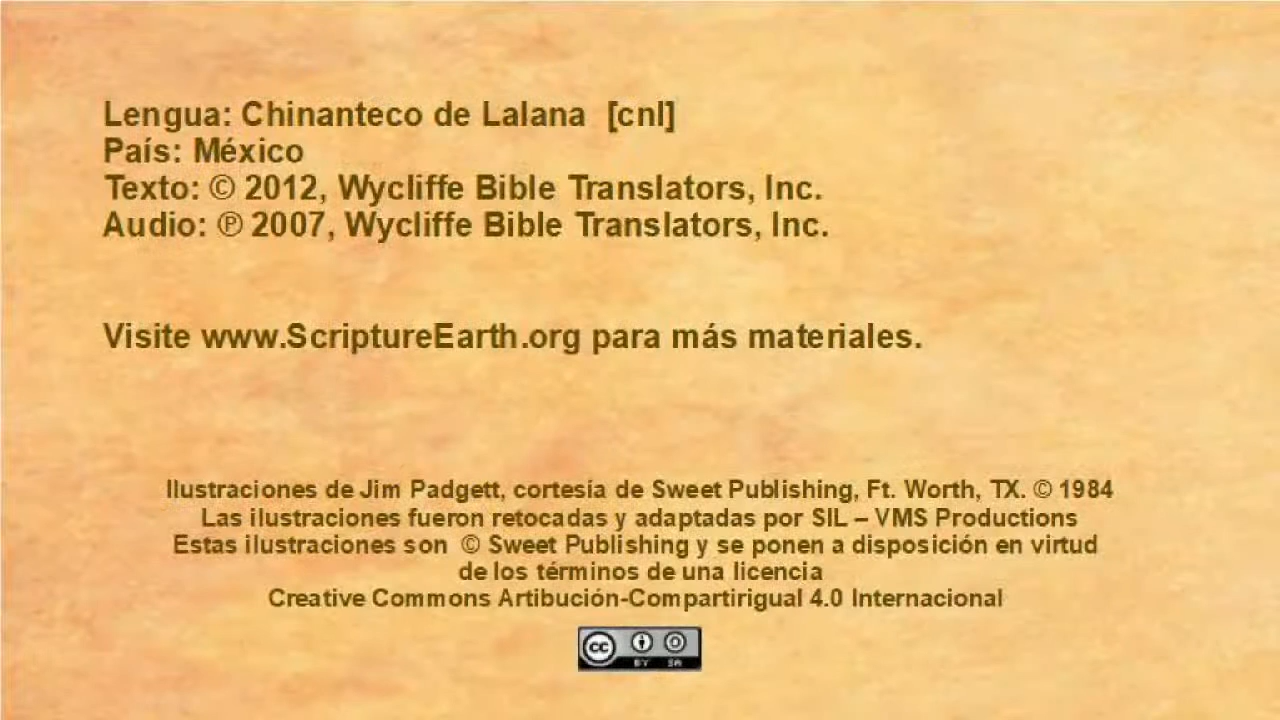 Lengua: Chinanteco de Lalana [cnl]
País: México
Texto: © 2012, Wycliffe Bible Translators, Inc.
Audio: ℗ 2007, Wycliffe Bible Translators, Inc.
Visite www.ScriptureEarth.org para más materiales.
Ilustraciones de Jim Padgett, cortesía de Sweet Publishing, Ft. Worth, TX. © 1984
Las ilustraciones fueron retocadas y adaptadas por SIL – VMS Productions
Estas ilustraciones son © Sweet Publishing y se ponen a disposición en virtud
de los términos de una licencia
Creative Commons Artibución-Compartirigual 4.0 Internacional
cc BY SA